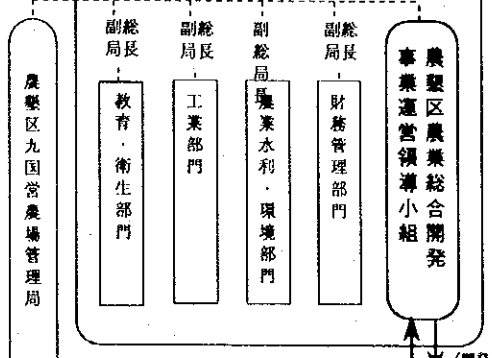 農墾区農業総合開発
事業運営領導小組
総長
副局
財務管理部門
副総局長
農業水利・環境部門
総長
副局
工業部門
総長
副局
教育・衛生部門
農墾区九国営農場管理局